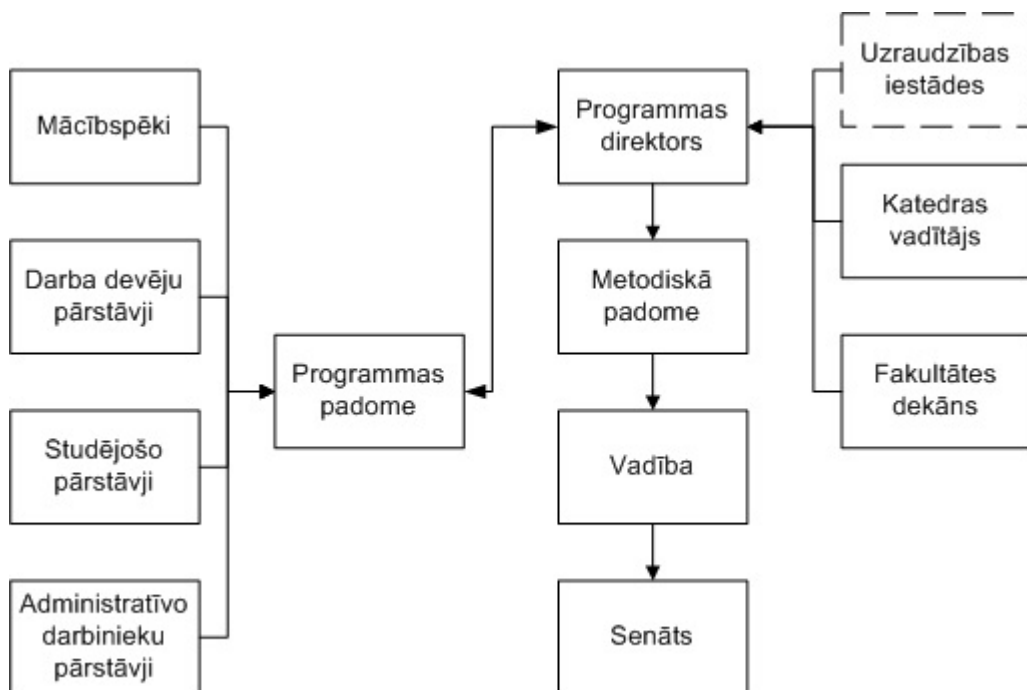 Mācībspēki
Darba devēju
pārstāvji
Studējošo
pārstāvji
Administratīvo
darbinieku
pārstāvji
Programmas
padome
Programmas
direktors
Metodiskā
padome
Vadība
Senāts
Uzraudzības
iestādes
Katedras
vadītājs
Fakultātes
dekāns